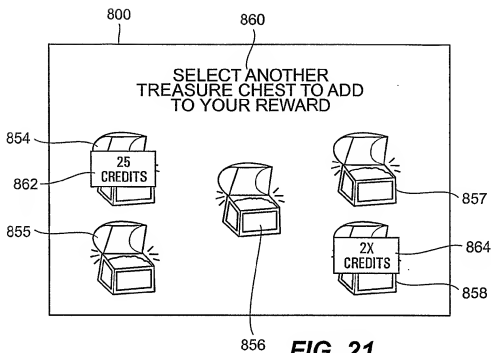 800
860
SELECT ANOTHER
TREASURE CHEST TO ADD
TO YOUR REWARD
854
25
CREDITS
862
857
855
2X
CREDITS
864
858
856
FIG. 21